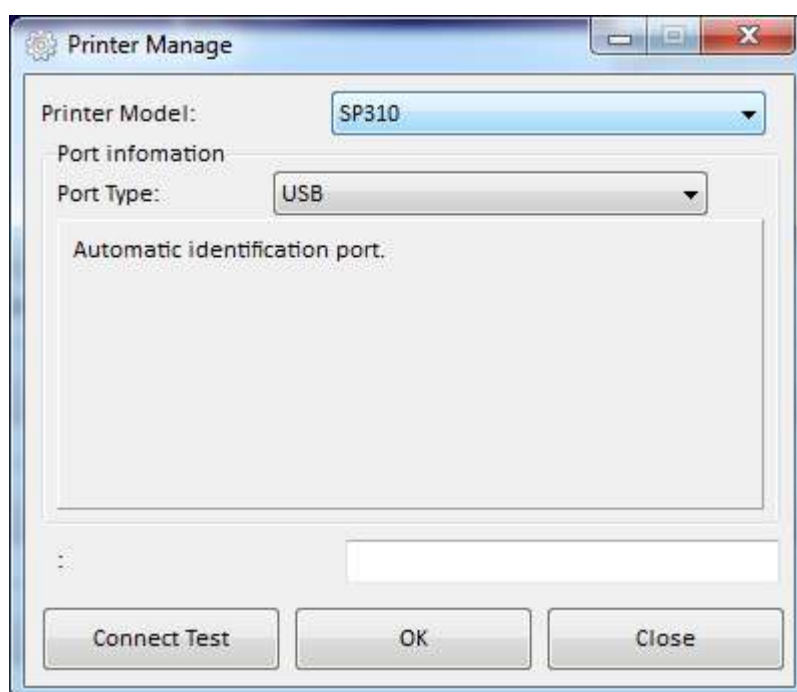 Printer Manage
Printer Model: SP310
Port infomation
Port Type: USB
Automatic identification port.
:
Connect Test OK Close